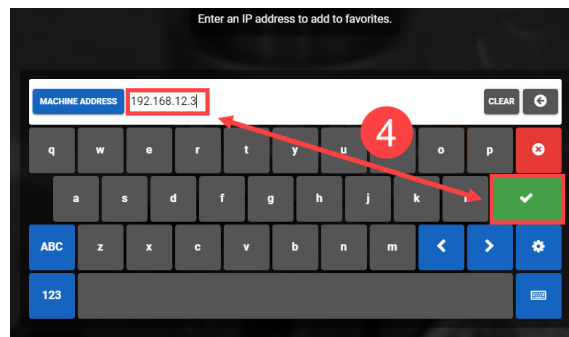 Enter an IP address to add to favorites.
MACHINE ADDRESS 192.168.12.3 CLEAR
4
q w e r t y u o p
a s d f g h j k
ABC z x c v b n m < >
123